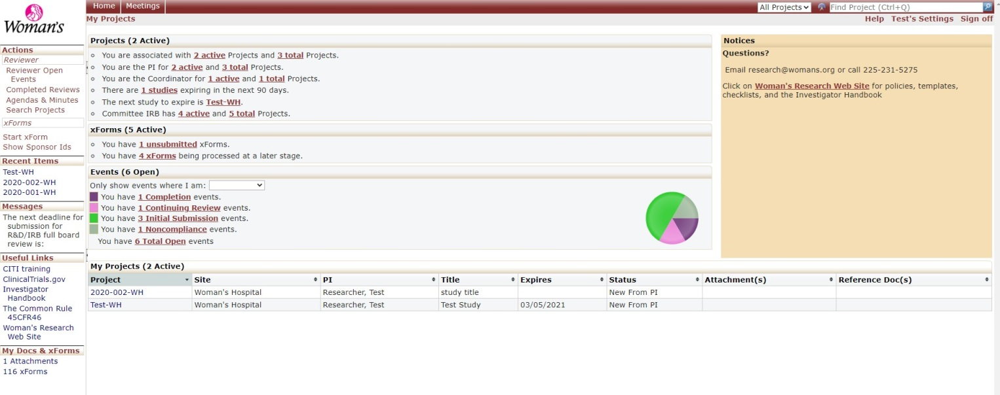 Home Meetings All Projects Find Project (Ctrl+Q)
Woman's
My Projects Help Test's Settings Sign off
Actions
Reviewer
Reviewer Open
Events
Completed Reviews
Agendas & Minutes
Search Projects
xForms
Start xForm
Show Sponsor Ids
Recent Items
Test-WH
2020-002-WH
2020-001-WH
Messages
The next deadline for
submission for
R&D/IRB full board
review is:
Useful Links
CITI training
ClinicalTrials.gov
Investigator
Handbook
The Common Rule
45CFR46
Woman's Research
Web Site
My Docs & xForms
1 Attachments
116 xForms
Projects (2 Active)
You are associated with 2 active Projects and 3 total Projects.
You are the PI for 2 active and 3 total Projects.
You are the Coordinator for 1 active and 1 total Projects.
There are 1 studies expiring in the next 90 days.
The next study to expire is Test-WH.
Committee IRB has 4 active and 5 total Projects.
xForms (5 Active)
You have 1 unsubmitted xForms.
You have 4 xForms being processed at a later stage.
Events (6 Open)
Only show events where I am:
You have 1 Completion events.
You have 1 Continuing Review events.
You have 3 Initial Submission events.
You have 1 Noncompliance events.
You have 6 Total Open events
Notices
Questions?
Email research@womans.org or call 225-231-5275
Click on Woman's Research Web Site for policies, templates,
checklists, and the Investigator Handbook
My Projects (2 Active)
Project Site PI Title Expires Status Attachment(s) Reference Doc(s)
2020-002-WH Woman's Hospital Researcher, Test study title New From PI
Test-WH Woman's Hospital Researcher, Test Test Study 03/05/2021 New From PI